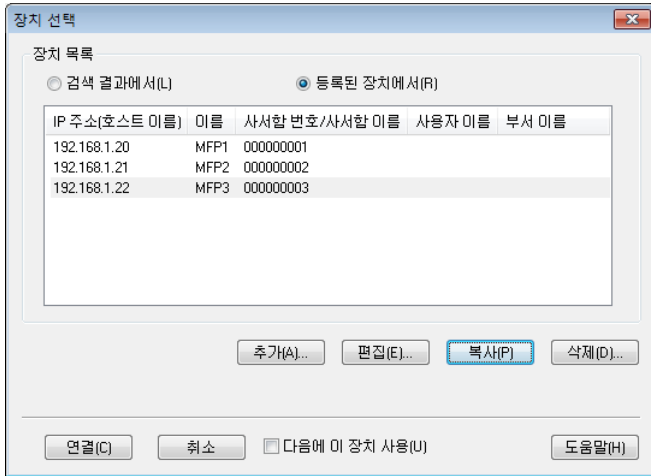 장치 선택
장치 목록
검색 결과에서(L) 등록된 장치에서(R)
IP 주소(호스트 이름) 이름 사서함 번호/사서함 이름 사용자 이름 부서 이름
192.168.1.20 MFP1 000000001
192.168.1.21 MFP2 000000002
192.168.1.22 MFP3 000000003
추가(A)... 편집(E)... 복사(P) 삭제(D)...
연결(C) 취소 다음에 이 장치 사용(U) 도움말(H)